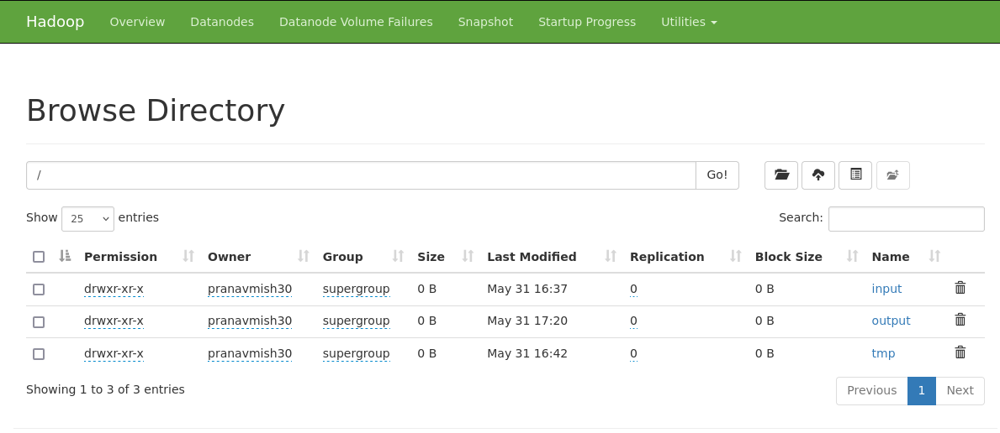 Hadoop Overview Datanodes Datanode Volume Failures Snapshot Startup Progress Utilities
Browse Directory
/ Go!
Show 25 entries Search:
Permission Owner Group Size Last Modified Replication Block Size Name
drwxr-xr-x pranavmish30 supergroup 0 B May 31 16:37 0 0 B input
drwxr-xr-x pranavmish30 supergroup 0 B May 31 17:20 0 0 B output
drwxr-xr-x pranavmish30 supergroup 0 B May 31 16:42 0 0 B tmp
Showing 1 to 3 of 3 entries Previous 1 Next